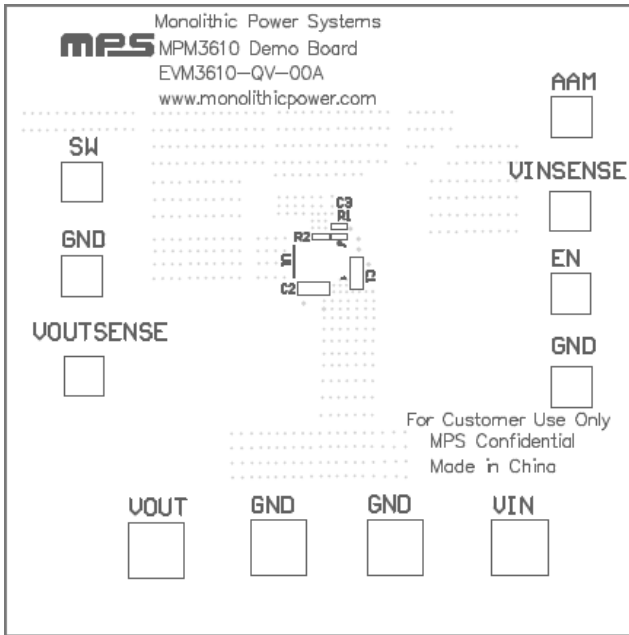 Monolithic Power Systems
mps MPM3610 Demo Board
EVM3610-QV-00A
www.monolithicpower.com
AAM
SW
VINSENSE
C3
R1
GND
R2
U1
EN
C2
C1
VOUTSENSE
GND
For Customer Use Only
MPS Confidential
Made in China
VOUT
GND
GND
VIN